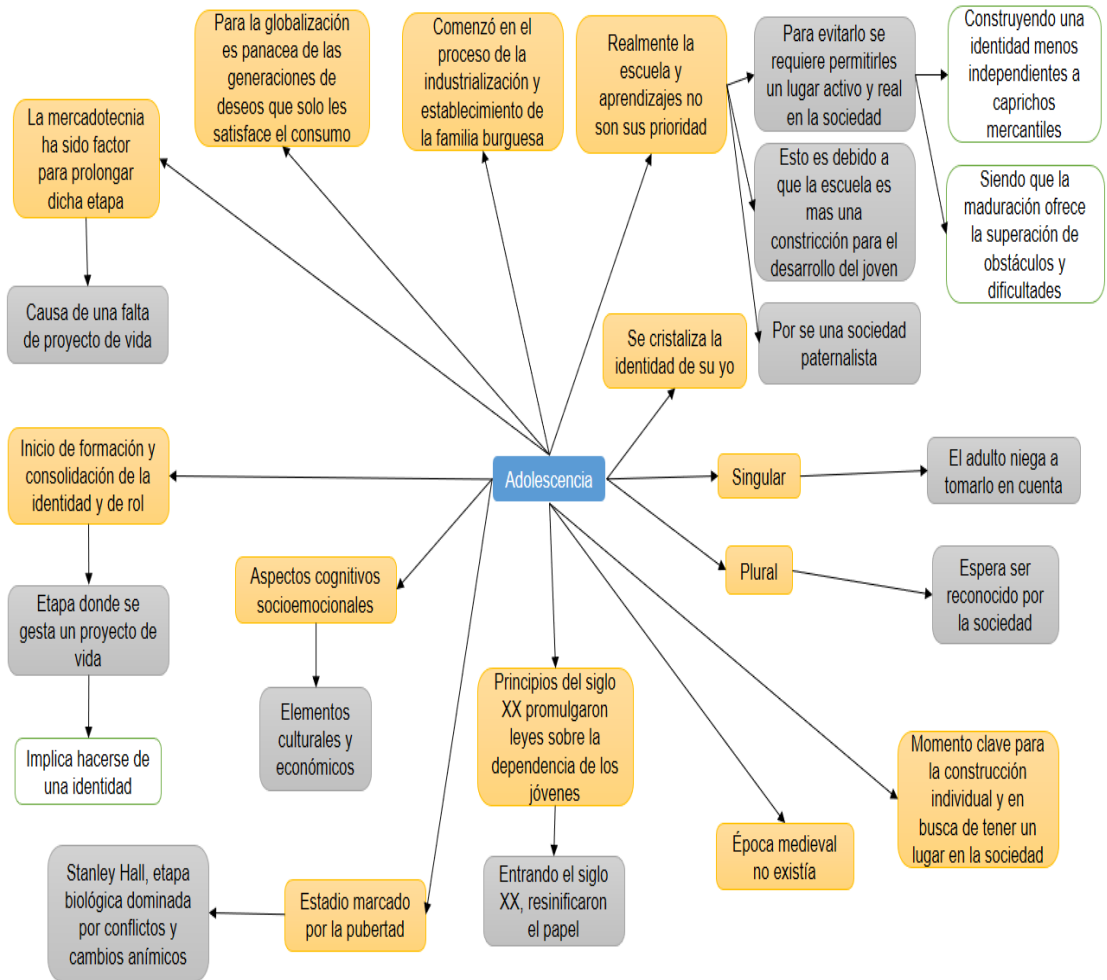 Para la globalización
es panacea de las
generaciones de
deseos que solo les
satisface el consumo
Comenzó en el
proceso de la
industrialización y
establecimiento de
la familia burguesa
Realmente la
escuela y
aprendizajes no
son sus prioridad
Para evitarlo se
requiere permitirles
un lugar activo y real
en la sociedad
Construyendo una
identidad menos
independientes a
caprichos
mercantiles
La mercadotecnia
ha sido factor
para prolongar
dicha etapa
Esto es debido a
que la escuela es
mas una
constricción para el
desarrollo del joven
Siendo que la
maduración ofrece
la superación de
obstáculos y
dificultades
Causa de una falta
de proyecto de vida
Se cristaliza la
identidad de su yo
Por se una sociedad
paternalista
Inicio de formación y
consolidación de la
identidad y de rol
Adolescencia
Singular
El adulto niega a
tomarlo en cuenta
Aspectos cognitivos
socioemocionales
Plural
Espera ser
reconocido por
la sociedad
Etapa donde se
gesta un proyecto de
vida
Elementos
culturales y
económicos
Principios del siglo
XX promulgaron
leyes sobre la
dependencia de los
jóvenes
Implica hacerse de
una identidad
Momento clave para
la construcción
individual y en
busca de tener un
lugar en la sociedad
Época medieval
no existía
Stanley Hall, etapa
biológica dominada
por conflictos y
cambios anímicos
Estadio marcado
por la pubertad
Entrando el siglo
XX, resinificaron
el papel